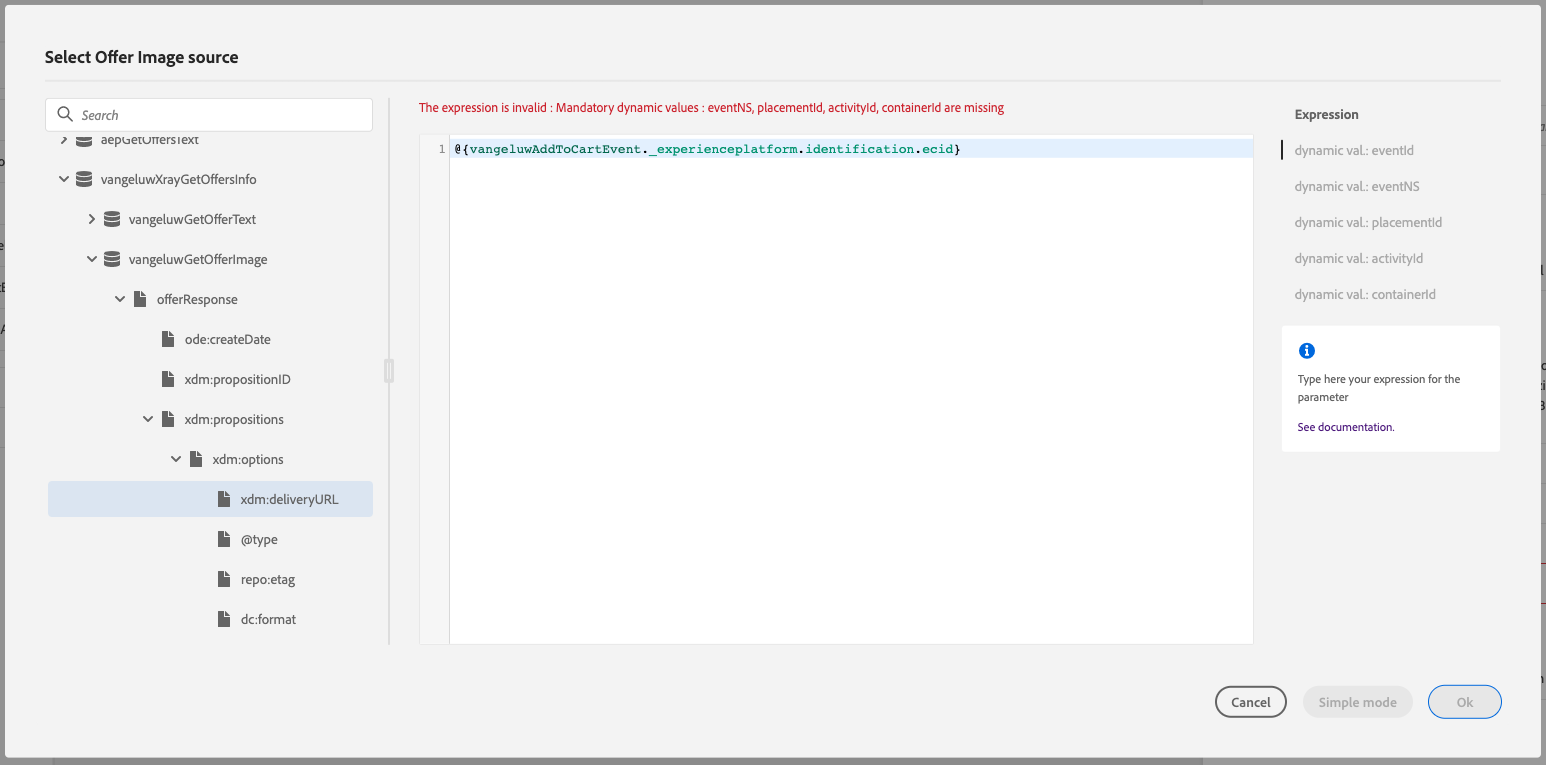 Select Offer Image source
Search
aepGetOffersText
vangeluwXrayGetOffersInfo
vangeluwGetOfferText
vangeluwGetOfferImage
offerResponse
ode:createDate
xdm:propositionID
xdm:propositions
xdm:options
xdm:deliveryURL
@type
repo:etag
dc:format
The expression is invalid : Mandatory dynamic values : eventNS, placementId, activityId, containerId are missing
1 @{vangeluwAddToCartEvent._experienceplatform.identification.ecid}
Expression
dynamic val.: eventId
dynamic val.: eventNS
dynamic val.: placementId
dynamic val.: activityId
dynamic val.: containerId
Type here your expression for the
parameter
See documentation.
Cancel
Simple mode
Ok